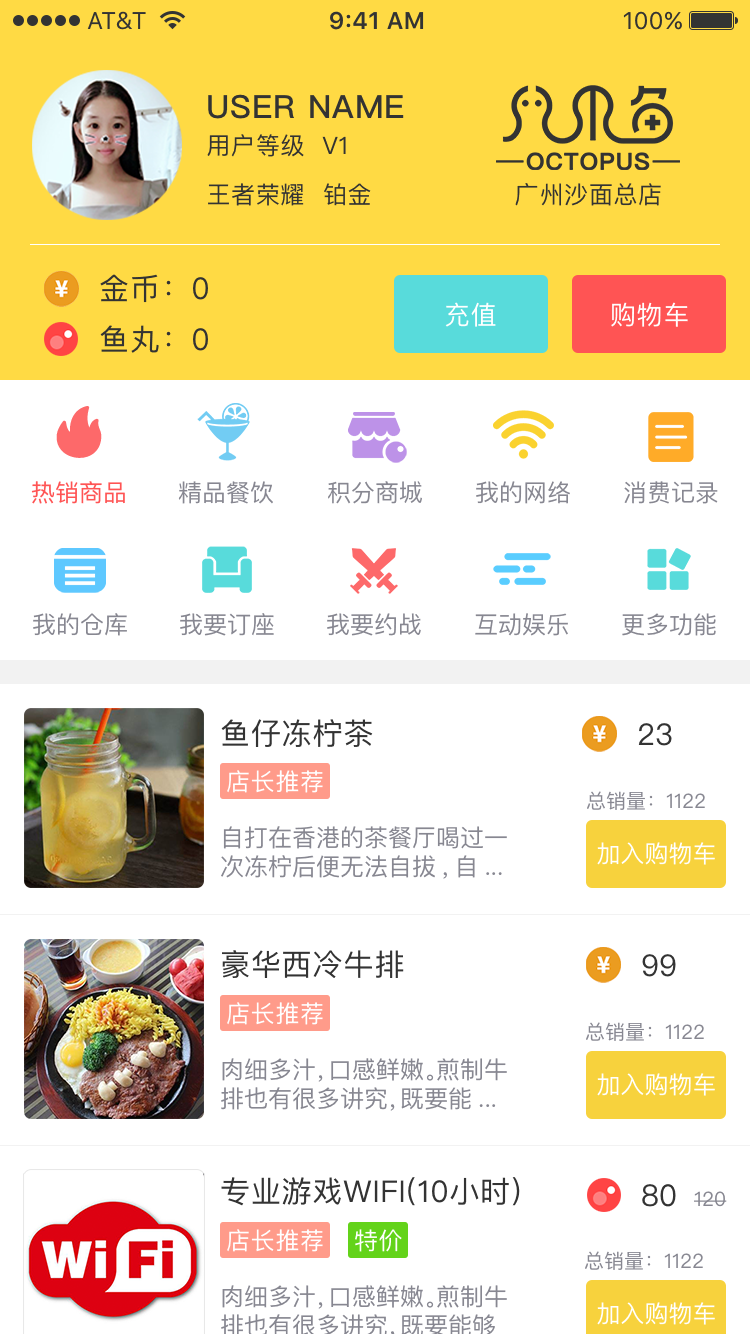 AT&T 9:41 AM 100%
USER NAME
用户等级 V1
王者荣耀 铂金
OCTOPUS
广州沙面总店
¥ 金币：0
鱼丸：0
充值 购物车
热销商品 精品餐饮 积分商城 我的网络 消费记录
我的仓库 我要订座 我要约战 互动娱乐 更多功能
鱼仔冻柠茶 ¥ 23
店长推荐
总销量：1122
自打在香港的茶餐厅喝过一
次冻柠后便无法自拔，自 ...
加入购物车
豪华西冷牛排 ¥ 99
店长推荐
总销量：1122
肉细多汁，口感鲜嫩。煎制牛
排也有很多讲究，既要能 ...
加入购物车
专业游戏WIFI(10小时) 80 120
店长推荐 特价
总销量：1122
WiFi
肉细多汁，口感鲜嫩。煎制牛
排也有很多讲究，既要能够
加入购物车